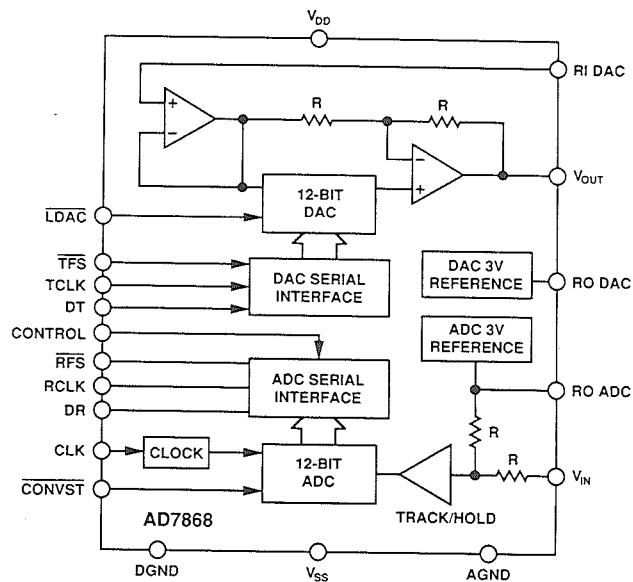 VDD
RI DAC
R
R
+
−
−
+
VOUT
12-BIT
DAC
LDAC
TFS
TCLK
DT
DAC SERIAL
INTERFACE
DAC 3V
REFERENCE
RO DAC
CONTROL
RFS
RCLK
DR
ADC SERIAL
INTERFACE
ADC 3V
REFERENCE
RO ADC
R
CLK
CLOCK
12-BIT
ADC
R
VIN
CONVST
TRACK/HOLD
AD7868
DGND
VSS
AGND